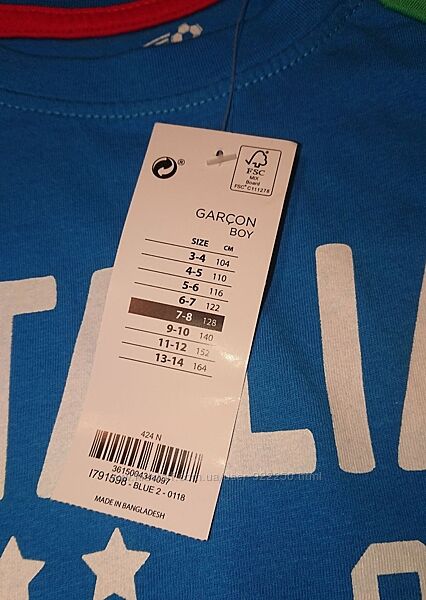 FSC
MIX
Board
FSC® C111278
®
GARÇON
BOY
SIZE CM
3-4 104
4-5 110
5-6 116
6-7 122
7-8 128
9-10 140
11-12 152
13-14 164
TALIA
424 N
3615004344097
I791598 - BLUE 2 - 0118
MADE IN BANGLADESH